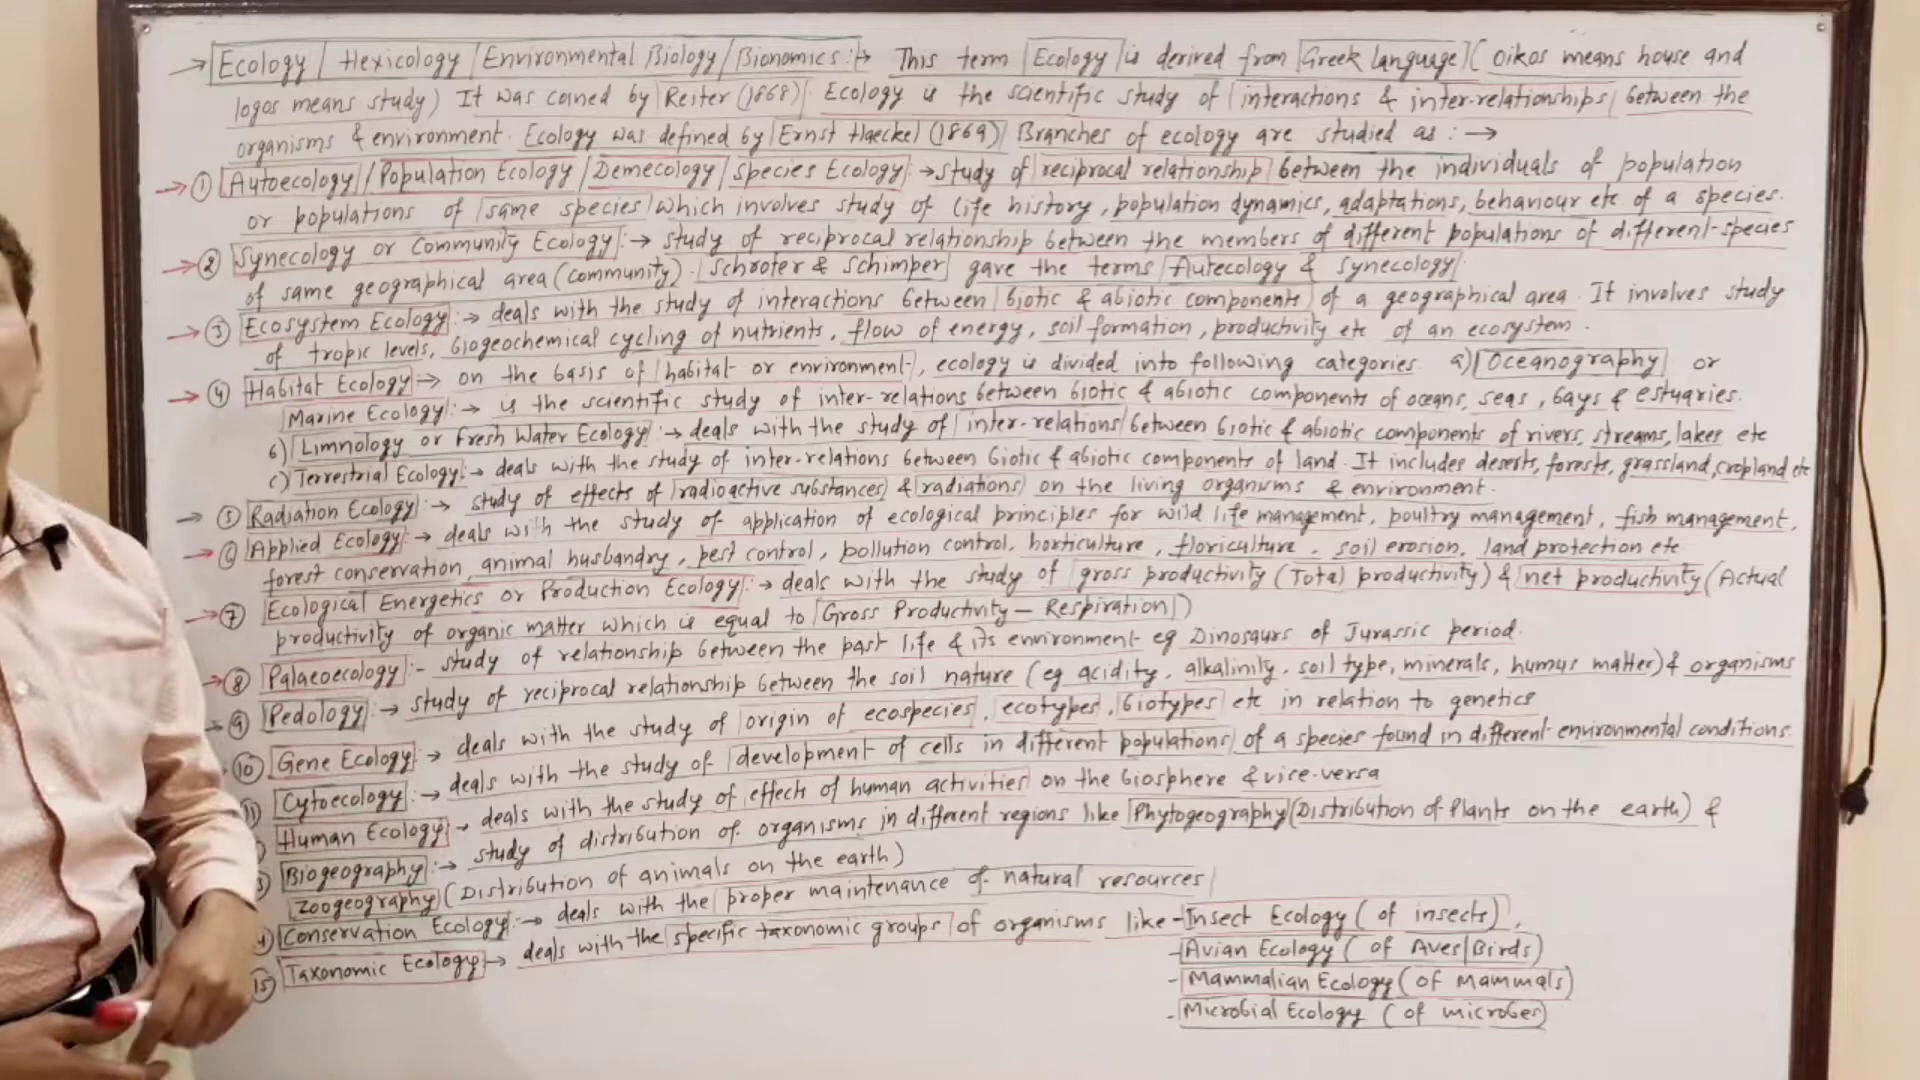 → Ecology / Hexicology / Environmental Biology / Bionomics :→ This term Ecology is derived from Greek language ( Oikos means house and
logos means study) It was coined by Reiter (1868) Ecology is the scientific study of interactions & inter-relationships between the
organisms & environment. Ecology was defined by Ernst Haeckel (1869) Branches of ecology are studied as :→
→ ① Autoecology / Population Ecology / Demecology / Species Ecology :→ study of reciprocal relationship between the individuals of population
or populations of same species which involves study of life history, population dynamics, adaptations, behaviour etc of a species.
→ ② Synecology or Community Ecology :→ study of reciprocal relationship between the members of different populations of different species
of same geographical area (community). Schroter & Schimper gave the terms Autecology & Synecology
→ ③ Ecosystem Ecology :→ deals with the study of interactions between biotic & abiotic components of a geographical area. It involves study
of tropic levels, biogeochemical cycling of nutrients, flow of energy, soil formation, productivity etc of an ecosystem.
→ ④ Habitat Ecology → on the basis of habitat or environment, ecology is divided into following categories a) Oceanography or
Marine Ecology :→ is the scientific study of inter-relations between biotic & abiotic components of oceans, seas, bays & estuaries.
b) Limnology or Fresh Water Ecology :→ deals with the study of inter-relations between biotic & abiotic components of rivers, streams, lakes etc
c) Terrestrial Ecology :→ deals with the study of inter-relations between biotic & abiotic components of land. It includes deserts, forests, grassland, cropland etc
→ ⑤ Radiation Ecology :→ study of effects of radioactive substances & radiations on the living organisms & environment.
→ ⑥ Applied Ecology :→ deals with the study of application of ecological principles for wild life management, poultry management, fish management,
forest conservation, animal husbandry, pest control, pollution control, horticulture, floriculture, soil erosion, land protection etc
→ ⑦ Ecological Energetics or Production Ecology :→ deals with the study of gross productivity (Total productivity) & net productivity (Actual
productivity of organic matter which is equal to Gross Productivity — Respiration)
→ ⑧ Palaeoecology :- study of relationship between the past life & its environment eg Dinosaurs of Jurassic period.
→ ⑨ Pedology :→ study of reciprocal relationship between the soil nature (eg acidity, alkalinity, soil type, minerals, humus matter) & organisms
⑩ Gene Ecology :→ deals with the study of origin of ecospecies, ecotypes, biotypes etc in relation to genetics
⑪ Cytoecology :→ deals with the study of development of cells in different populations of a species found in different environmental conditions.
Human Ecology → deals with the study of effects of human activities on the biosphere & vice-versa
Biogeography :→ study of distribution of organisms in different regions like Phytogeography (Distribution of Plants on the earth) &
Zoogeography (Distribution of animals on the earth)
Conservation Ecology :→ deals with the proper maintenance of natural resources
⑮ Taxonomic Ecology → deals with the specific taxonomic groups of organisms like - Insect Ecology ( of insects),
- Avian Ecology ( of Aves/Birds)
- Mammalian Ecology ( of Mammals)
- Microbial Ecology ( of microbes)